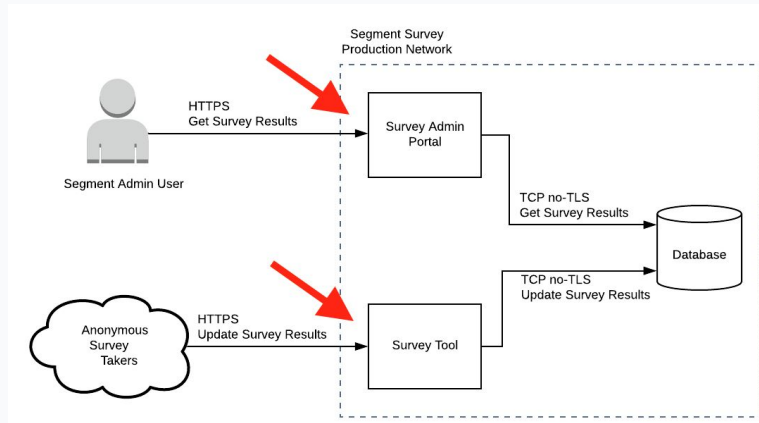 Segment Survey
Production Network
HTTPS
Get Survey Results
Survey Admin
Portal
Segment Admin User
TCP no-TLS
Get Survey Results
Database
TCP no-TLS
Update Survey Results
HTTPS
Update Survey Results
Anonymous
Survey
Takers
Survey Tool